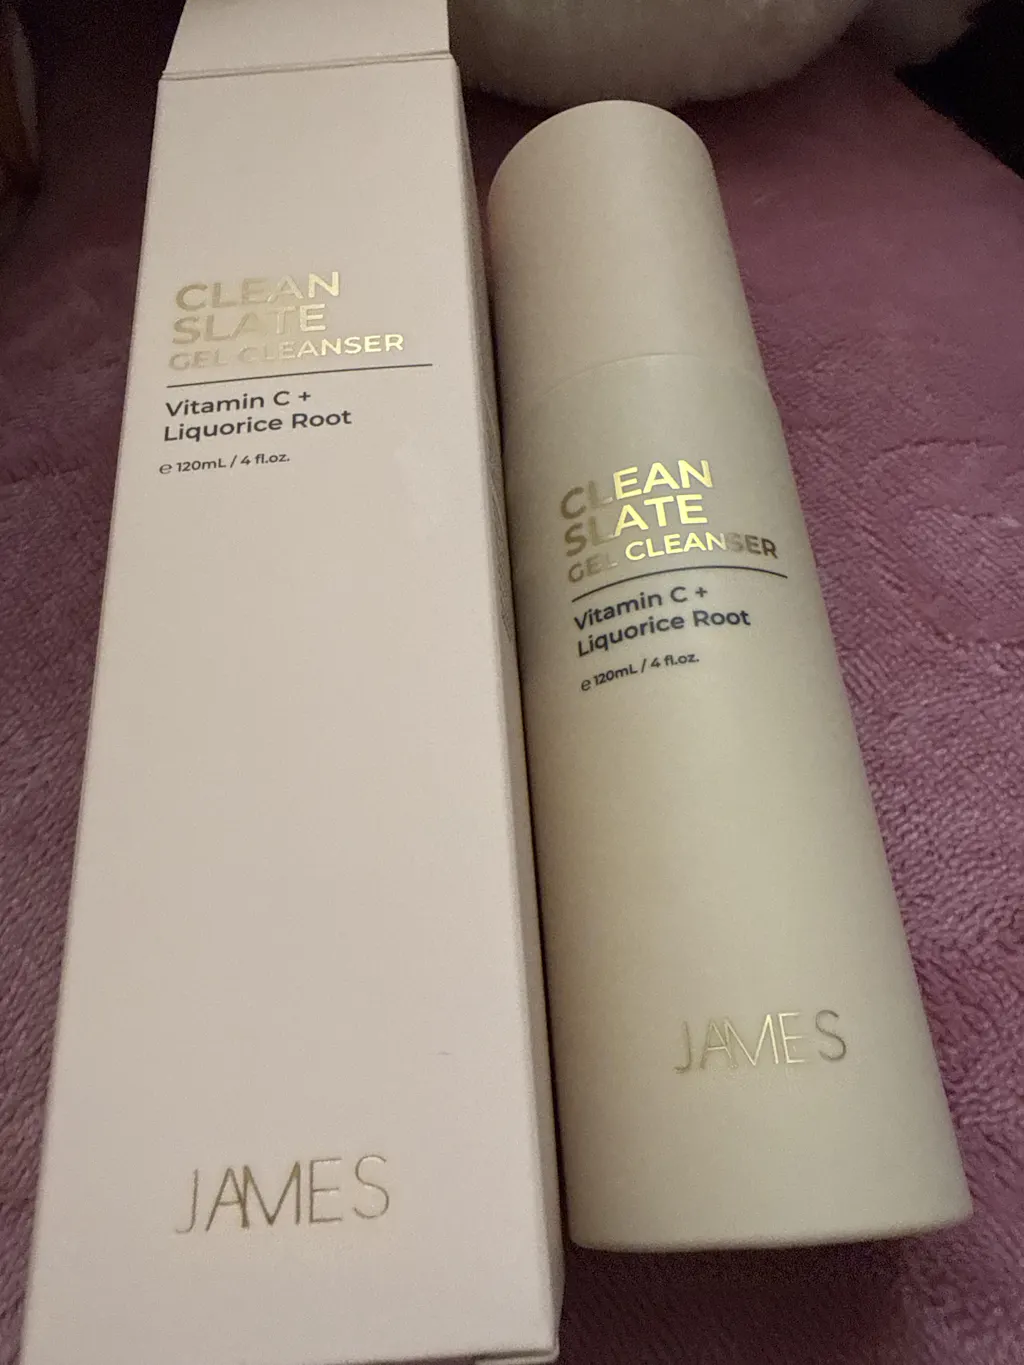 CLEAN
SLATE
GEL CLEANSER
Vitamin C +
Liquorice Root
℮ 120mL / 4 fl.oz.
JAMES
CLEAN
SLATE
GEL CLEANSER
Vitamin C +
Liquorice Root
℮ 120mL / 4 fl.oz.
JAMES